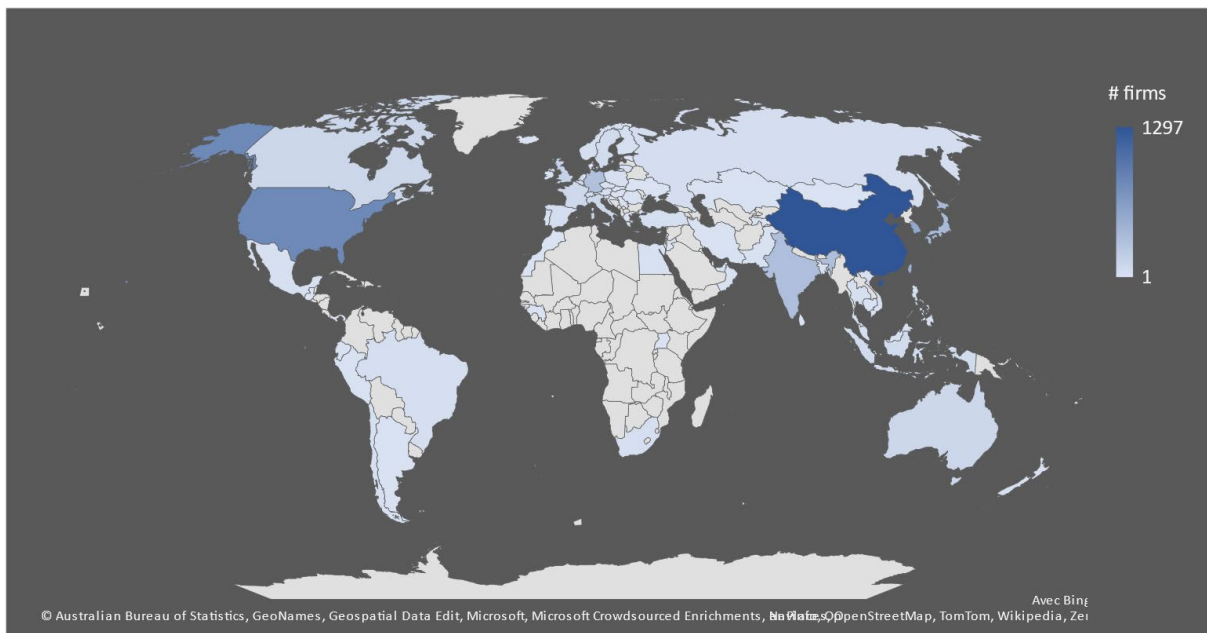 # firms
1297
1
Avec Bing
© Australian Bureau of Statistics, GeoNames, Geospatial Data Edit, Microsoft, Microsoft Crowdsourced Enrichments, OpenStreetMap, TomTom, Wikipedia,